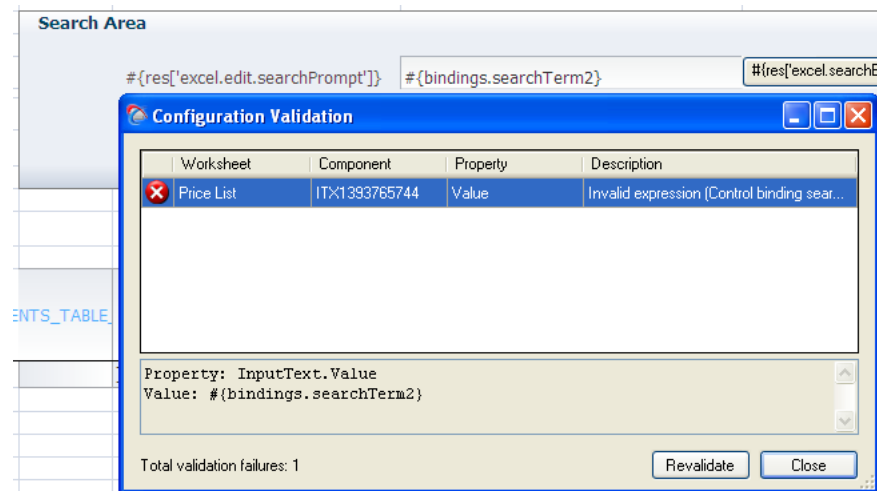 Search Area
#{res['excel.edit.searchPrompt']} #{bindings.searchTerm2} #{res['excel.searchE
Configuration Validation
Worksheet Component Property Description
Price List ITX1393765744 Value Invalid expression (Control binding sear...
ENTS_TABLE_
Property: InputText.Value
Value: #{bindings.searchTerm2}
Total validation failures: 1 Revalidate Close